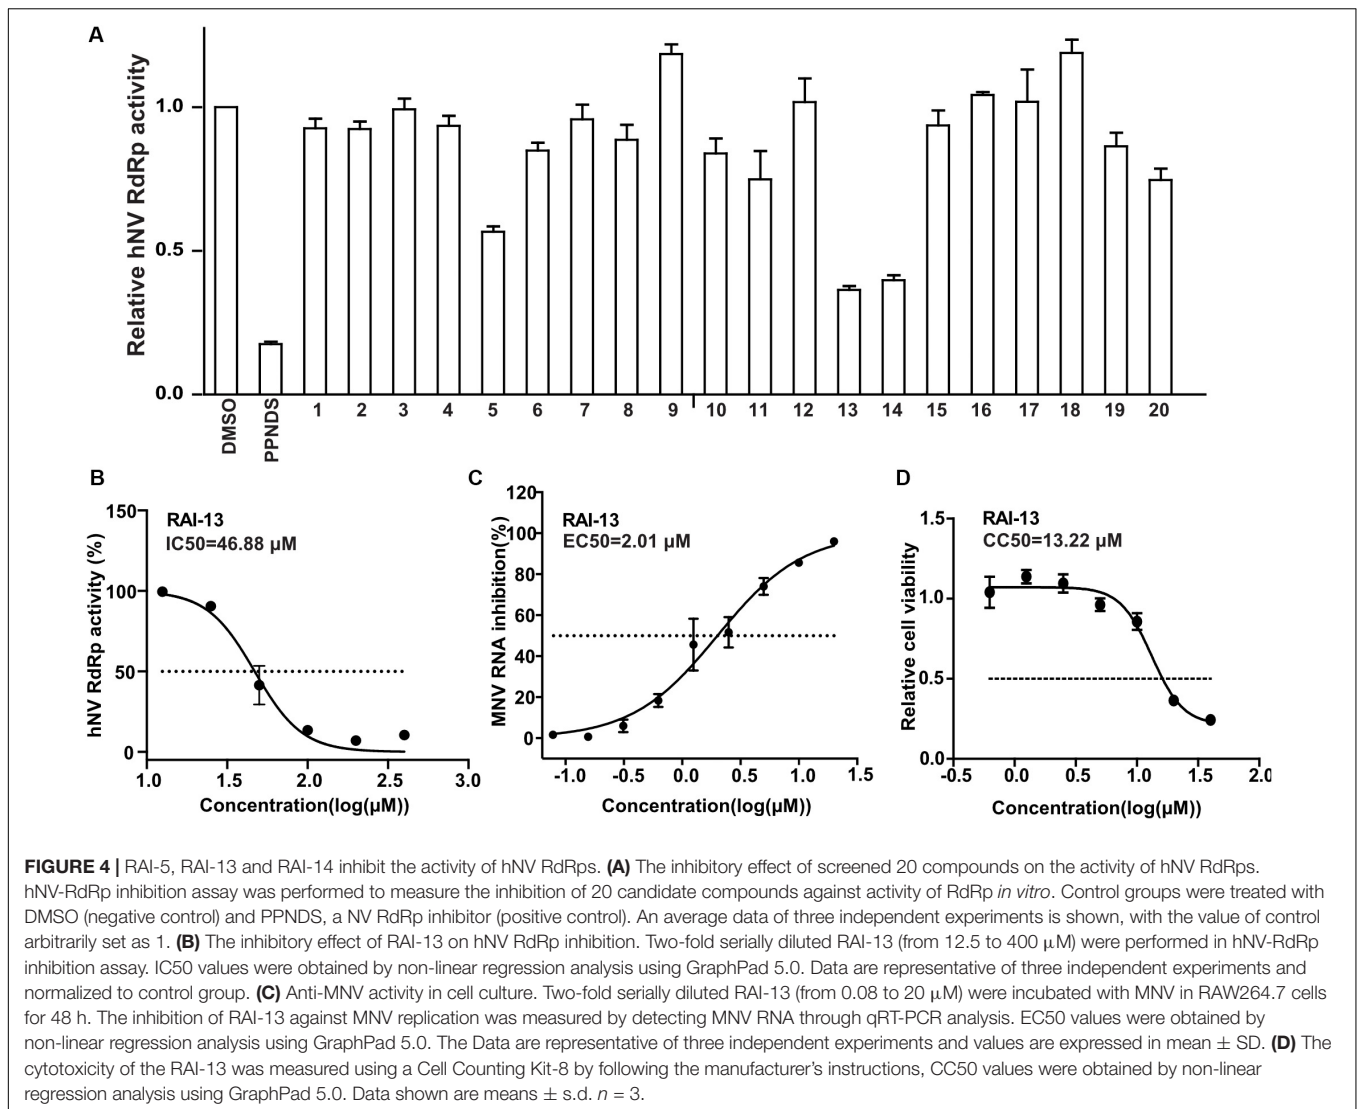 A
Relative hNV RdRp activity
1.0
0.5
0.0
DMSO
PPNDS
1 2 3 4 5 6 7 8 9 10 11 12 13 14 15 16 17 18 19 20
B
RAI-13
IC50=46.88 μM
hNV RdRp activity (%)
150
100
50
0
1.0 1.5 2.0 2.5 3.0
Concentration(log(μM))
C
RAI-13
EC50=2.01 μM
MNV RNA inhibition(%)
120
100
80
60
40
20
0
-1.0 -0.5 0.0 0.5 1.0 1.5
Concentration(log(μM))
D
RAI-13
CC50=13.22 μM
Relative cell viability
1.5
1.0
0.5
0.0
-0.5 0.0 0.5 1.0 1.5 2.0
Concentration(log(μM))
FIGURE 4 | RAI-5, RAI-13 and RAI-14 inhibit the activity of hNV RdRps. (A) The inhibitory effect of screened 20 compounds on the activity of hNV RdRps.
hNV-RdRp inhibition assay was performed to measure the inhibition of 20 candidate compounds against activity of RdRp in vitro. Control groups were treated with
DMSO (negative control) and PPNDS, a NV RdRp inhibitor (positive control). An average data of three independent experiments is shown, with the value of control
arbitrarily set as 1. (B) The inhibitory effect of RAI-13 on hNV RdRp inhibition. Two-fold serially diluted RAI-13 (from 12.5 to 400 μM) were performed in hNV-RdRp
inhibition assay. IC50 values were obtained by non-linear regression analysis using GraphPad 5.0. Data are representative of three independent experiments and
normalized to control group. (C) Anti-MNV activity in cell culture. Two-fold serially diluted RAI-13 (from 0.08 to 20 μM) were incubated with MNV in RAW264.7 cells
for 48 h. The inhibition of RAI-13 against MNV replication was measured by detecting MNV RNA through qRT-PCR analysis. EC50 values were obtained by
non-linear regression analysis using GraphPad 5.0. The Data are representative of three independent experiments and values are expressed in mean ± SD. (D) The
cytotoxicity of the RAI-13 was measured using a Cell Counting Kit-8 by following the manufacturer's instructions, CC50 values were obtained by non-linear
regression analysis using GraphPad 5.0. Data shown are means ± s.d. n = 3.